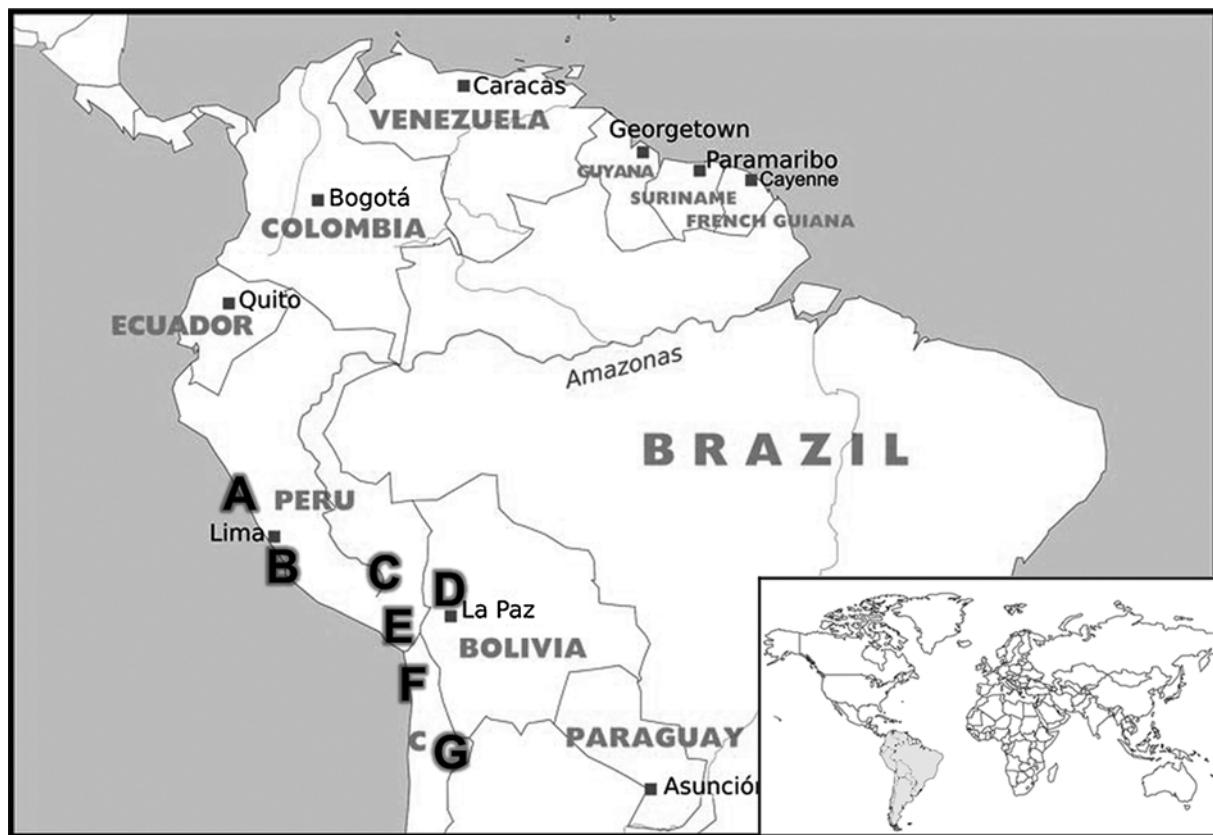 Caracas
VENEZUELA
Georgetown
GUYANA
Paramaribo
Cayenne
SURINAME
FRENCH GUIANA
Bogotá
COLOMBIA
Quito
ECUADOR
Amazonas
BRAZIL
A
PERU
Lima
B
C
D
La Paz
E
BOLIVIA
F
C
G
PARAGUAY
Asunción